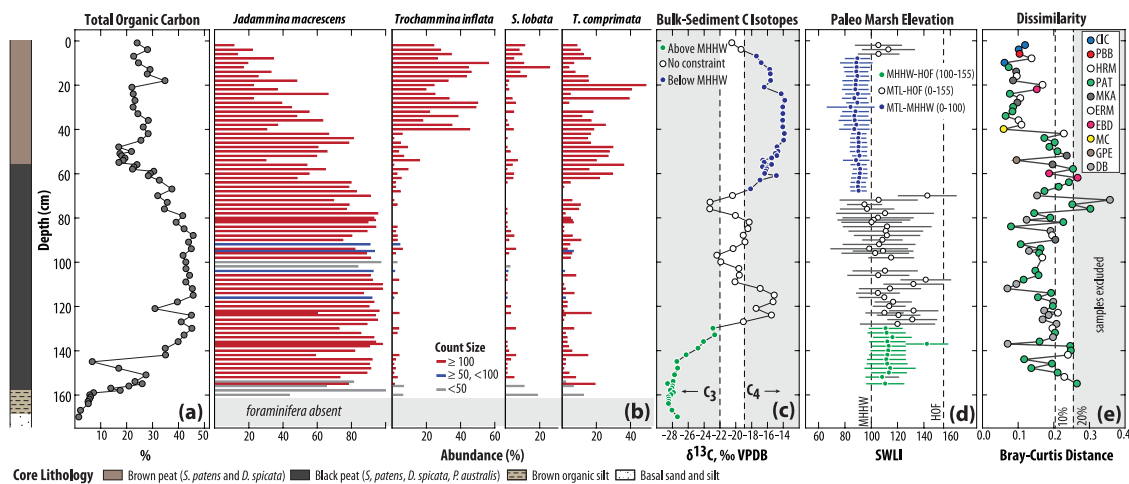 Total Organic Carbon
Jadammina macrescens
Trochammina inflata
S. lobata
T. comprimata
Bulk-Sediment C Isotopes
Paleo Marsh Elevation
Dissimilarity
Depth (cm)
0
20
40
60
80
100
120
140
160
Above MHHW
No constraint
Below MHHW
MHHW-HOF (100-155)
MTL-HOF (0-155)
MTL-MHHW (0-100)
CIC
PBB
HRM
PAT
MKA
ERM
EBD
MC
GPE
DB
samples excluded
Count Size
≥ 100
≥ 50, <100
<50
C3
C4
MHHW
HOF
10%
20%
(a)
foraminifera absent
(b)
(c)
(d)
(e)
0 10 20 30 40 50
20 40 60 80 100
0 20 40 60 80 100
0 20
0 20 40
-28 -26 -24 -22 -20 -18 -16 -14
60 80 100 120 140 160
0.0 0.1 0.2 0.3 0.4
%
Abundance (%)
δ13C, ‰ VPDB
SWLI
Bray-Curtis Distance
Core Lithology
Brown peat (S. patens and D. spicata)
Black peat (S. patens, D. spicata, P. australis)
Brown organic silt
Basal sand and silt